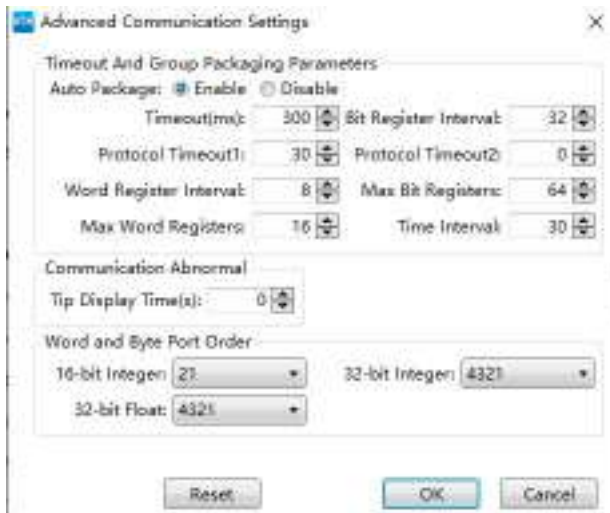 Advanced Communication Settings
Timeout And Group Packaging Parameters
Auto Package: Enable Disable
Timeout(ms): 300 Bit Register Interval: 32
Protocol Timeout1: 30 Protocol Timeout2: 0
Word Register Interval: 8 Max Bit Registers: 64
Max Word Registers: 16 Time Interval: 30
Communication Abnormal
Tip Display Time(s): 0
Word and Byte Port Order
16-bit Integer: 21 32-bit Integer: 4321
32-bit Float: 4321
Reset OK Cancel